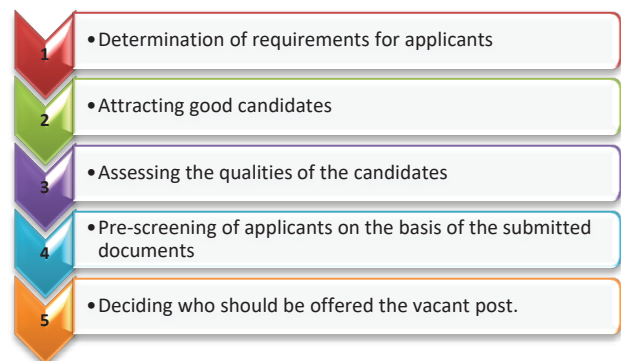 1 •Determination of requirements for applicants
2 •Attracting good candidates
3 •Assessing the qualities of the candidates
4 •Pre-screening of applicants on the basis of the submitted
documents
5 •Deciding who should be offered the vacant post.